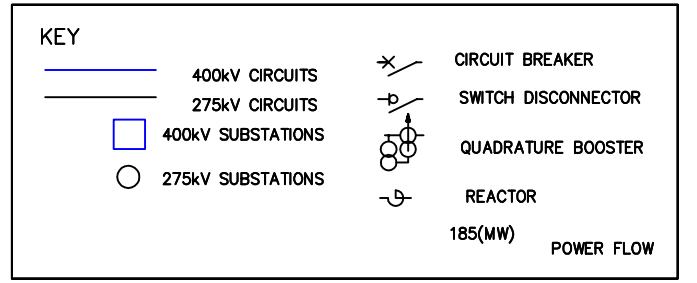 KEY
400kV CIRCUITS
275kV CIRCUITS
400kV SUBSTATIONS
275kV SUBSTATIONS
CIRCUIT BREAKER
SWITCH DISCONNECTOR
QUADRATURE BOOSTER
REACTOR
185(MW)
POWER FLOW